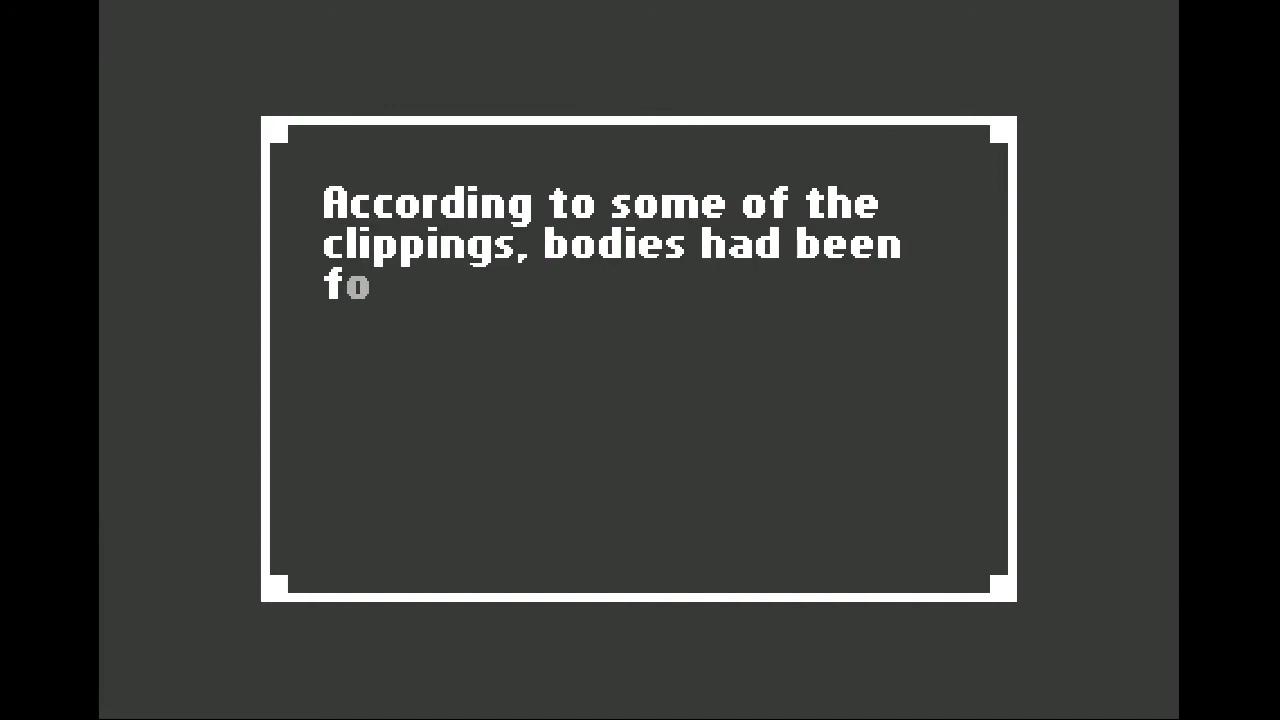 According to some of the
clippings, bodies had been
fo